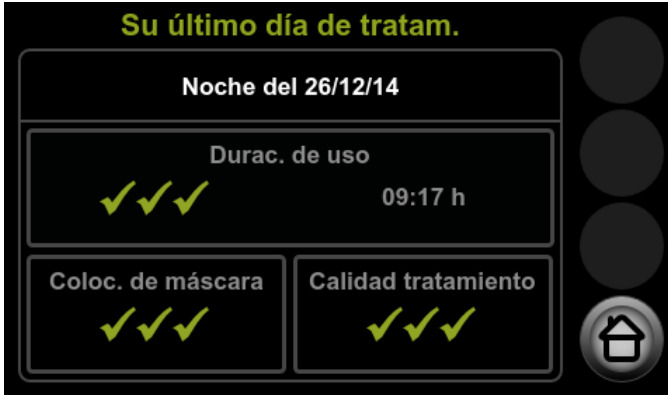 Su último día de tratam.
Noche del 26/12/14
Durac. de uso
09:17 h
Coloc. de máscara
Calidad tratamiento